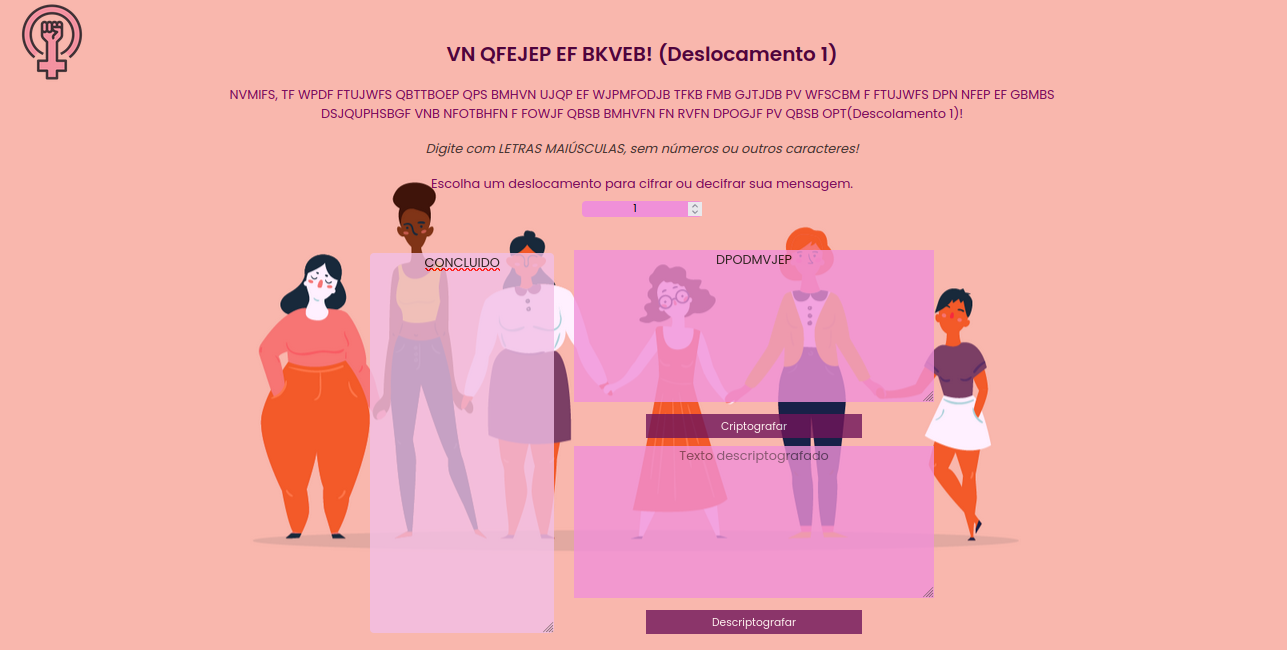 VN QFEJEP EF BKVEB! (Deslocamento 1)
NVMIFS, TF WPDF FTUJWFS QBTTBOEP QPS BMHVN UJQP EF WJPMFODJB TFKB FMB GJTJDB PV WFSCBM F FTUJWFS DPN NFEP EF GBMBS
DSJQUPHSBGF VNB NFOTBHFN F FOWJF QBSB BMHVFN FN RVFN DPOGJF PV QBSB OPT(Descolamento 1)!
Digite com LETRAS MAIÚSCULAS, sem números ou outros caracteres!
Escolha um deslocamento para cifrar ou decifrar sua mensagem.
1
CONCLUIDO
DPODMVJEP
Criptografar
Texto descriptografado
Descriptografar